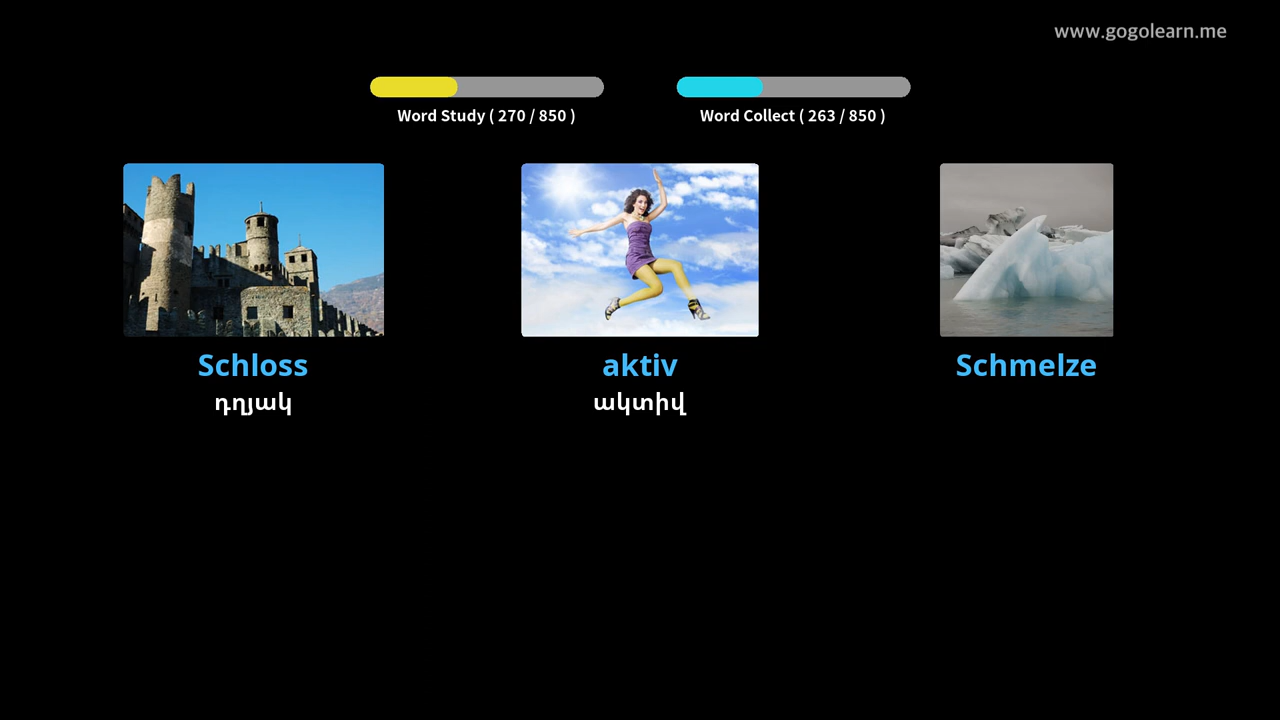 www.gogolearn.me
Word Study ( 270 / 850 )
Word Collect ( 263 / 850 )
Schloss
դղյակ
aktiv
ակտիվ
Schmelze